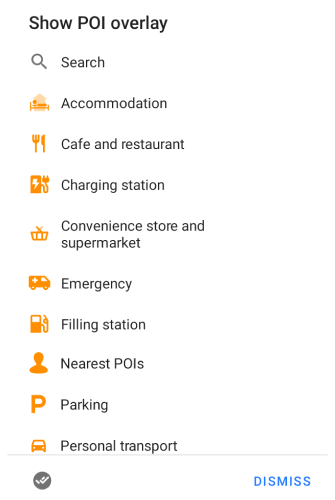 Show POI overlay
Search
Accommodation
Cafe and restaurant
Charging station
Convenience store and
supermarket
Emergency
Filling station
Nearest POIs
Parking
Personal transport
DISMISS